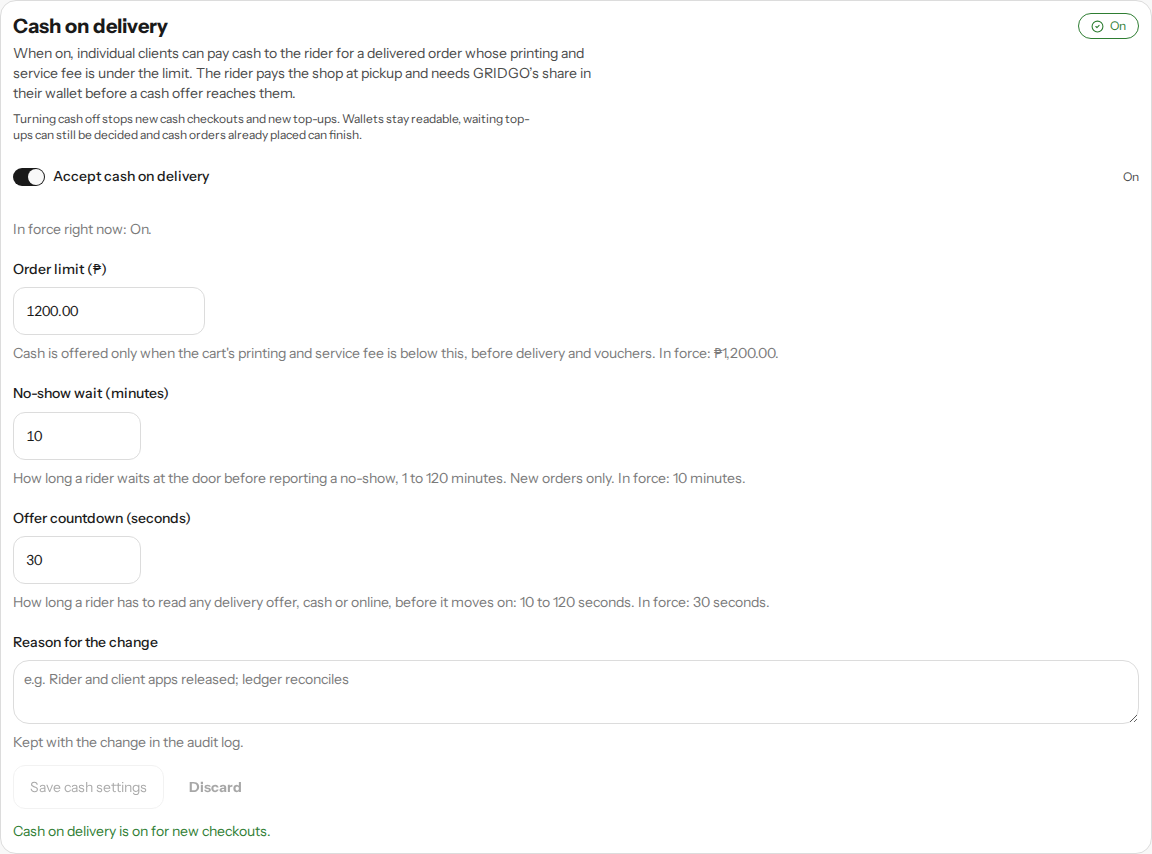 Cash on delivery
On
When on, individual clients can pay cash to the rider for a delivered order whose printing and
service fee is under the limit. The rider pays the shop at pickup and needs GRIDGO's share in
their wallet before a cash offer reaches them.
Turning cash off stops new cash checkouts and new top-ups. Wallets stay readable, waiting top-
ups can still be decided and cash orders already placed can finish.
Accept cash on delivery
On
In force right now: On.
Order limit (₱)
1200.00
Cash is offered only when the cart's printing and service fee is below this, before delivery and vouchers. In force: ₱1,200.00.
No-show wait (minutes)
10
How long a rider waits at the door before reporting a no-show, 1 to 120 minutes. New orders only. In force: 10 minutes.
Offer countdown (seconds)
30
How long a rider has to read any delivery offer, cash or online, before it moves on: 10 to 120 seconds. In force: 30 seconds.
Reason for the change
e.g. Rider and client apps released; ledger reconciles
Kept with the change in the audit log.
Save cash settings
Discard
Cash on delivery is on for new checkouts.